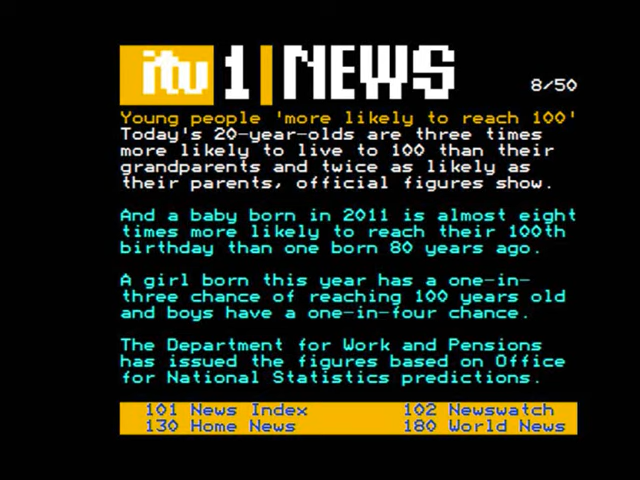 itv 1 | NEWS
8/50
Young people 'more likely to reach 100'
Today's 20-year-olds are three times
more likely to live to 100 than their
grandparents and twice as likely as
their parents, official figures show.
And a baby born in 2011 is almost eight
times more likely to reach their 100th
birthday than one born 80 years ago.
A girl born this year has a one-in-
three chance of reaching 100 years old
and boys have a one-in-four chance.
The Department for Work and Pensions
has issued the figures based on Office
for National Statistics predictions.
101 News Index 102 Newswatch
130 Home News 180 World News